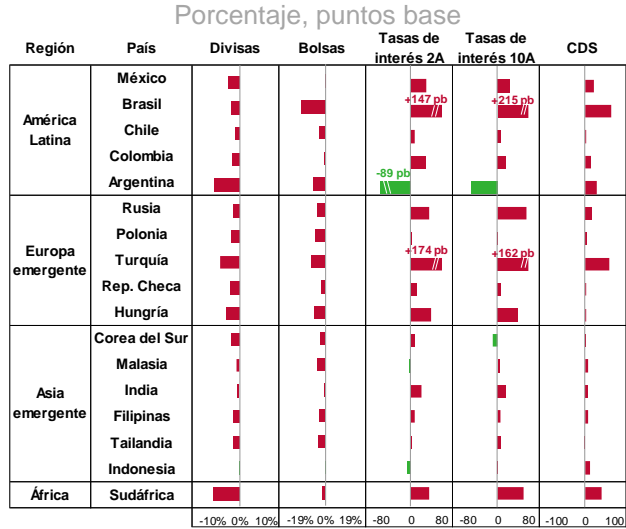 Porcentaje, puntos base
Región País Divisas Bolsas Tasas de interés 2A Tasas de interés 10A CDS
América Latina
México
Brasil +147 pb +215 pb
Chile
Colombia
Argentina -89 pb
Europa emergente
Rusia
Polonia
Turquía +174 pb +162 pb
Rep. Checa
Hungría
Asia emergente
Corea del Sur
Malasia
India
Filipinas
Tailandia
Indonesia
África Sudáfrica
-10% 0% 10% -19% 0% 19% -80 0 80 -80 0 80 -100 0 100